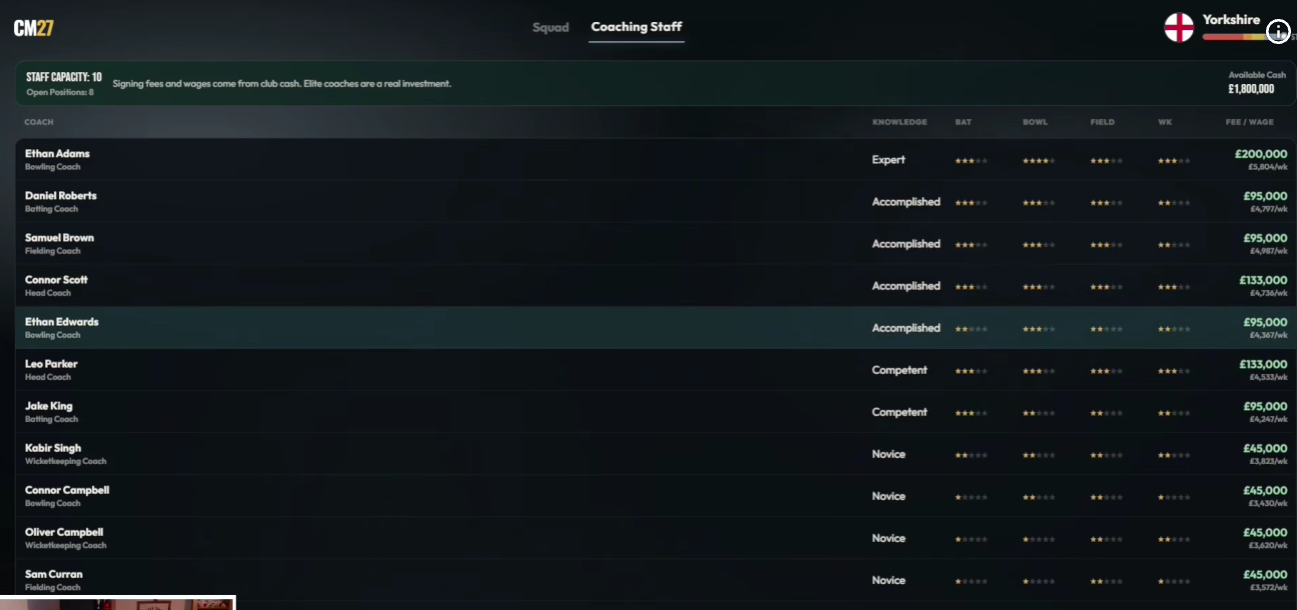 CM27
Squad
Coaching Staff
Yorkshire
STAFF CAPACITY: 10
Open Positions: 8
Signing fees and wages come from club cash. Elite coaches are a real investment.
Available Cash
£1,800,000
COACH KNOWLEDGE BAT BOWL FIELD WK FEE / WAGE
Ethan Adams Expert ★★★★★ ★★★★★ ★★★★★ ★★★★★ £200,000
Bowling Coach £5,804/wk
Daniel Roberts Accomplished ★★★★★ ★★★★★ ★★★★★ ★★★★★ £95,000
Batting Coach £4,797/wk
Samuel Brown Accomplished ★★★★★ ★★★★★ ★★★★★ ★★★★★ £95,000
Fielding Coach £4,987/wk
Connor Scott Accomplished ★★★★★ ★★★★★ ★★★★★ ★★★★★ £133,000
Head Coach £4,736/wk
Ethan Edwards Accomplished ★★★★★ ★★★★★ ★★★★★ ★★★★★ £95,000
Bowling Coach £4,367/wk
Leo Parker Competent ★★★★★ ★★★★★ ★★★★★ ★★★★★ £133,000
Head Coach £4,533/wk
Jake King Competent ★★★★★ ★★★★★ ★★★★★ ★★★★★ £95,000
Batting Coach £4,247/wk
Kabir Singh Novice ★★★★★ ★★★★★ ★★★★★ ★★★★★ £45,000
Wicketkeeping Coach £3,823/wk
Connor Campbell Novice ★★★★★ ★★★★★ ★★★★★ ★★★★★ £45,000
Bowling Coach £3,430/wk
Oliver Campbell Novice ★★★★★ ★★★★★ ★★★★★ ★★★★★ £45,000
Wicketkeeping Coach £3,620/wk
Sam Curran Novice ★★★★★ ★★★★★ ★★★★★ ★★★★★ £45,000
Fielding Coach £3,572/wk